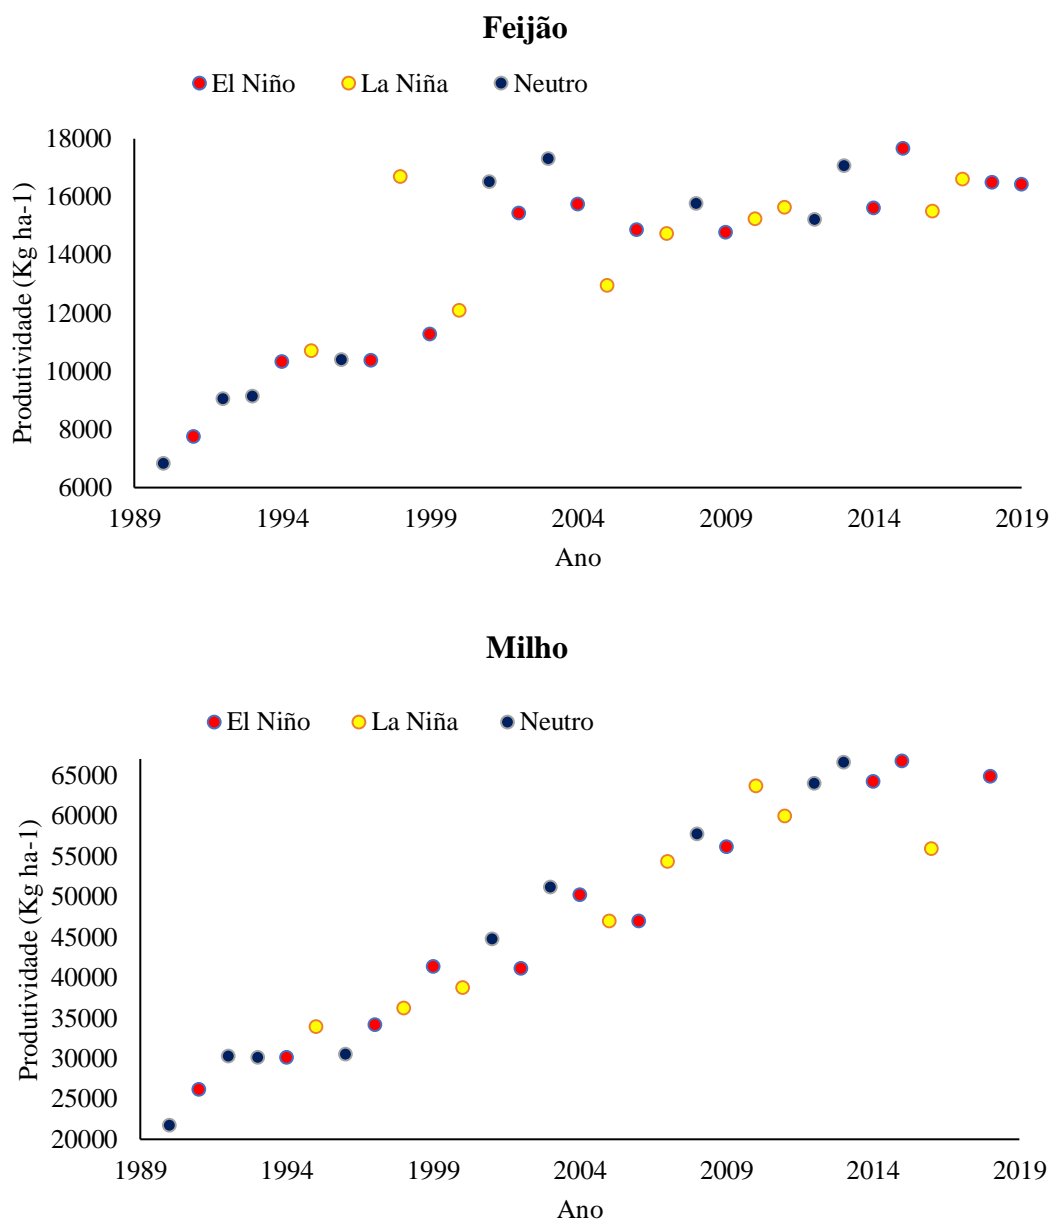 Feijão
El Niño La Niña Neutro
18000
16000
14000
12000
10000
8000
6000
Produtividade (Kg ha-1)
1989 1994 1999 2004 2009 2014 2019
Ano
Milho
El Niño La Niña Neutro
65000
60000
55000
50000
45000
40000
35000
30000
25000
20000
Produtividade (Kg ha-1)
1989 1994 1999 2004 2009 2014 2019
Ano